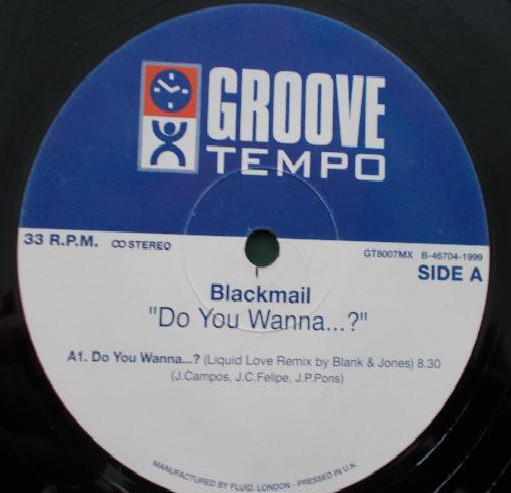 GROOVE
TEMPO
33 R.P.M. STEREO
GT8007MX B-46704-1999
SIDE A
Blackmail
"Do You Wanna...?"
A1. Do You Wanna...? (Liquid Love Remix by Blank & Jones) 8.30
(J.Campos, J.C.Felipe, J.P.Pons)
MANUFACTURED BY FLUID, LONDON - PRESSED IN U.K.